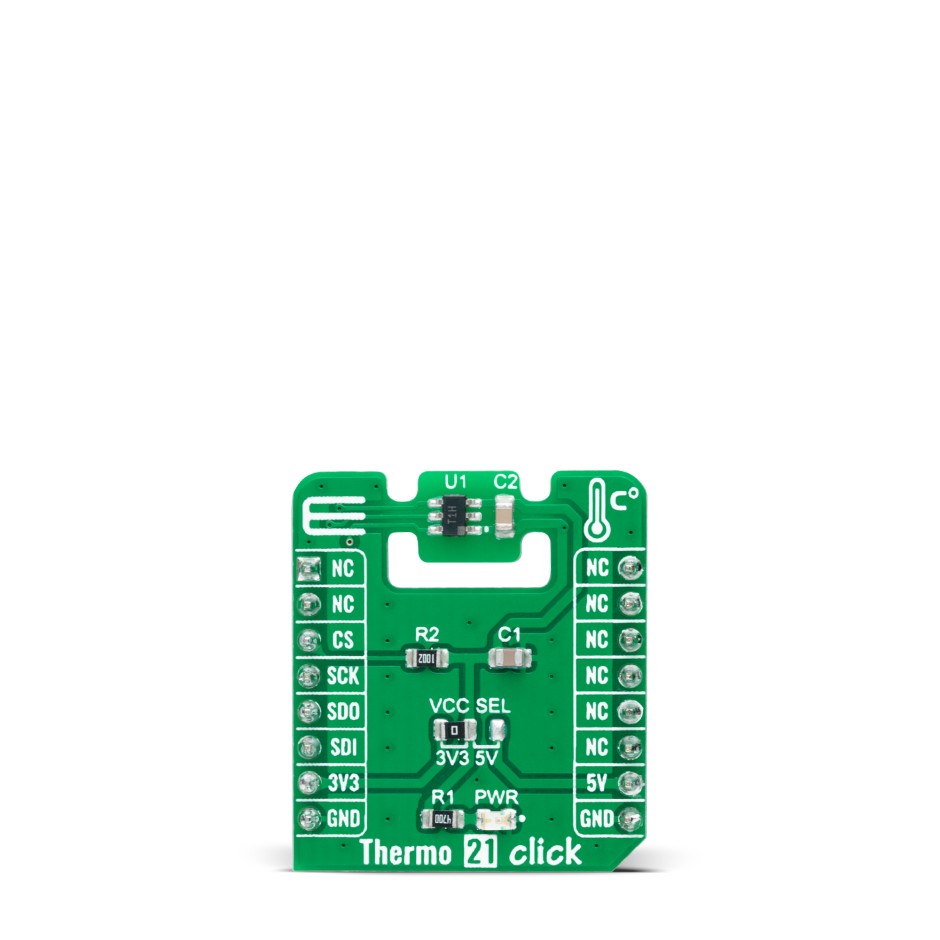 U1 C2
T1H
C°
NC NC
NC NC
R2 C1
CS NC
1002
SCK NC
VCC SEL
SDO NC
0
SDI NC
3V3 5V
3V3 5V
R1 PWR
GND GND
4700
Thermo 21 click